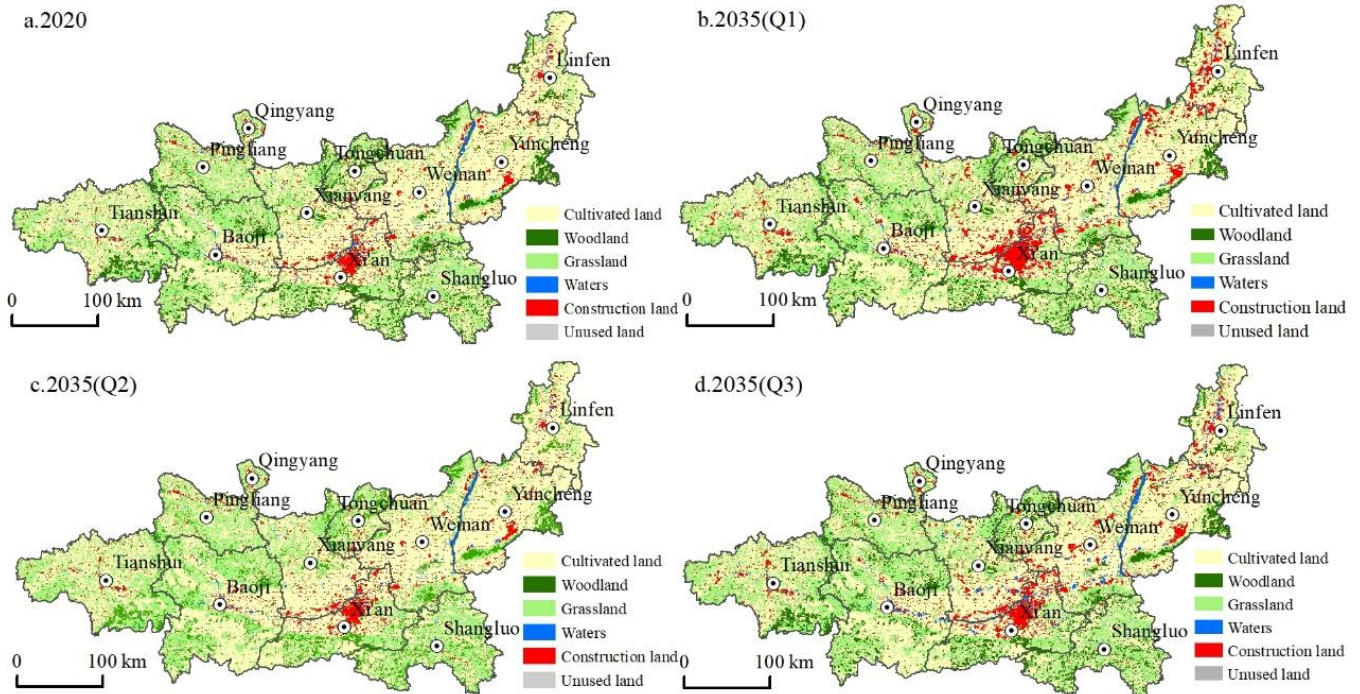 a.2020
Linfen
Qingyang
Pingliang
Tongchuan
Yuncheng
Weinan
Xianyang
Tianshui
Baoji
Xi'an
Shangluo
Cultivated land
Woodland
Grassland
Waters
Construction land
Unused land
0 100 km
b.2035(Q1)
Linfen
Qingyang
Pingliang
Tongchuan
Yuncheng
Weinan
Xianyang
Tianshui
Baoji
Xi'an
Shangluo
Cultivated land
Woodland
Grassland
Waters
Construction land
Unused land
0 100 km
c.2035(Q2)
Linfen
Qingyang
Pingliang
Tongchuan
Yuncheng
Weinan
Xianyang
Tianshui
Baoji
Xi'an
Shangluo
Cultivated land
Woodland
Grassland
Waters
Construction land
Unused land
0 100 km
d.2035(Q3)
Linfen
Qingyang
Pingliang
Tongchuan
Yuncheng
Weinan
Xianyang
Tianshui
Baoji
Xi'an
Shangluo
Cultivated land
Woodland
Grassland
Waters
Construction land
Unused land
0 100 km